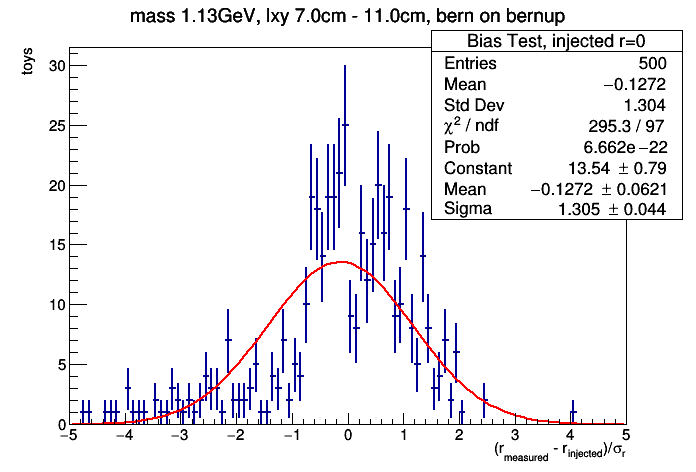 mass 1.13GeV, lxy 7.0cm - 11.0cm, bern on bernup
toys
Bias Test, injected r=0
Entries 500
Mean −0.1272
Std Dev 1.304
χ² / ndf 295.3 / 97
Prob 6.662e−22
Constant 13.54 ± 0.79
Mean −0.1272 ± 0.0621
Sigma 1.305 ± 0.044
30
25
20
15
10
5
0
−5 −4 −3 −2 −1 0 1 2 3 4 5
(r_measured - r_injected)/σ_r